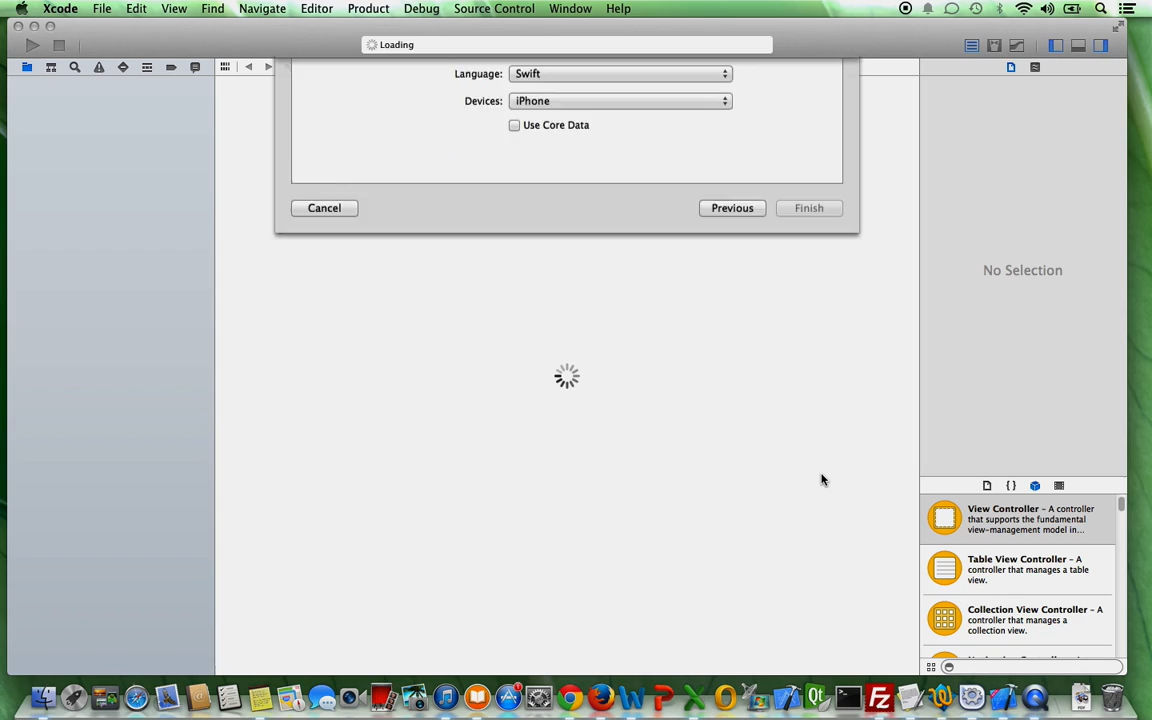 Xcode File Edit View Find Navigate Editor Product Debug rce Control Window Help
Loading
Language: Swift
Devices: iPhone
Use Core Data
Cancel Previous Finish
No Selection
View Controller - A controller
that supports the fundamental
view-management model in...
Table View Controller - A
controller that manages a table
view.
Collection View Controller - A
controller that manages a
collection view.